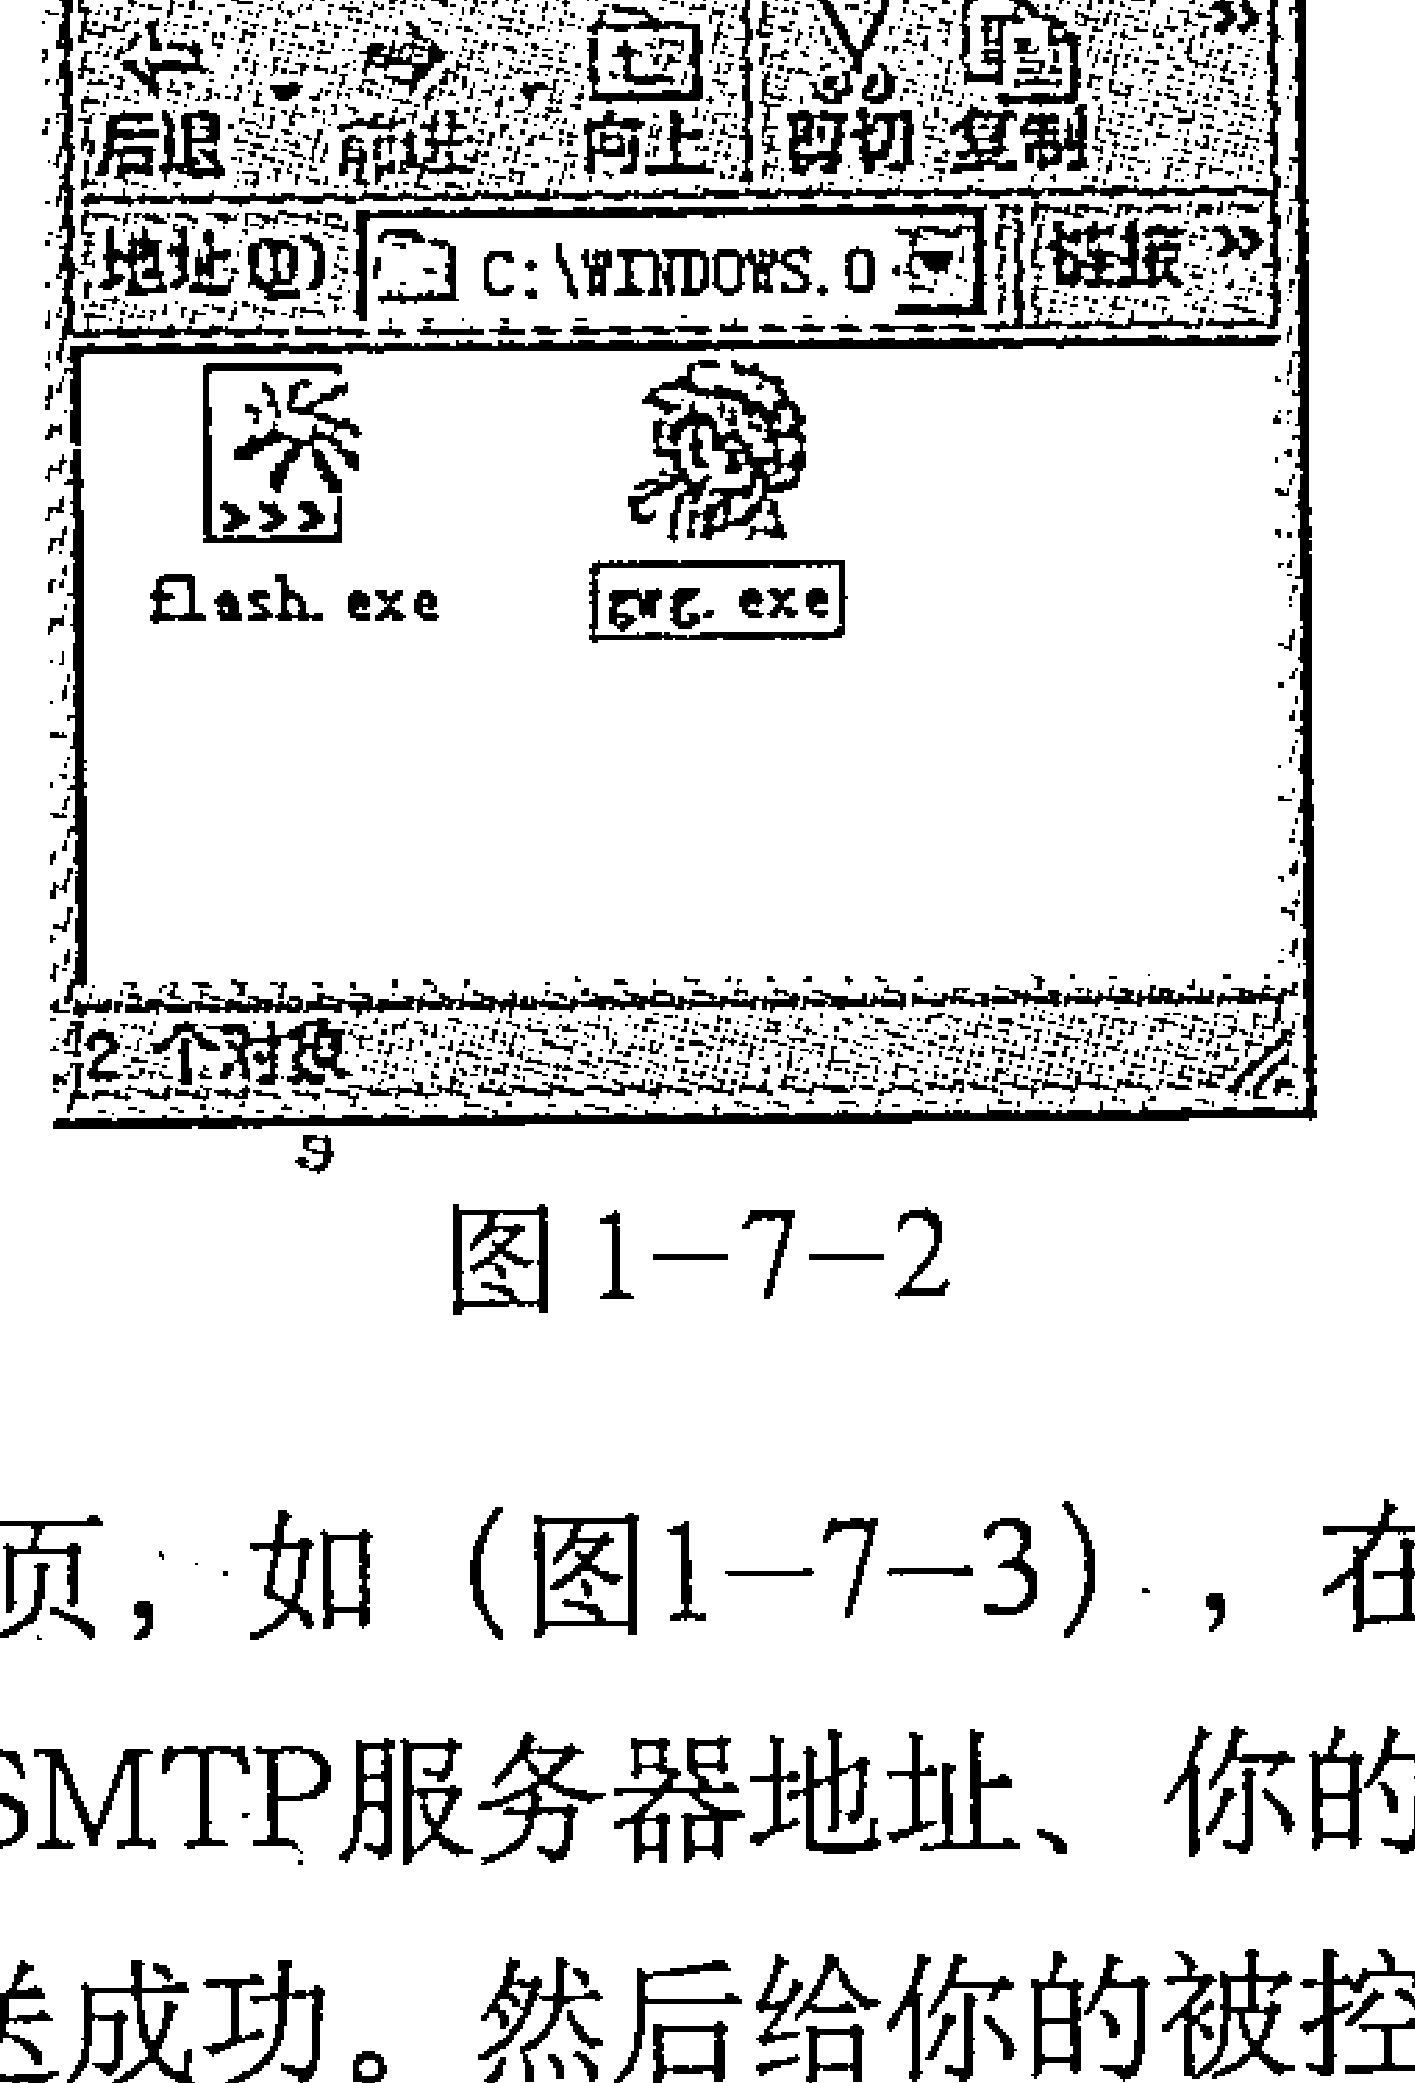 后退 前进 向上 剪切 复制 »
地址(D) C:\WINDOWS.0 链接 »
flash.exe gwg.exe
2 个对象
图 1-7-2
页，如（图1-7-3），在
SMTP服务器地址、你的
送成功。然后给你的被控